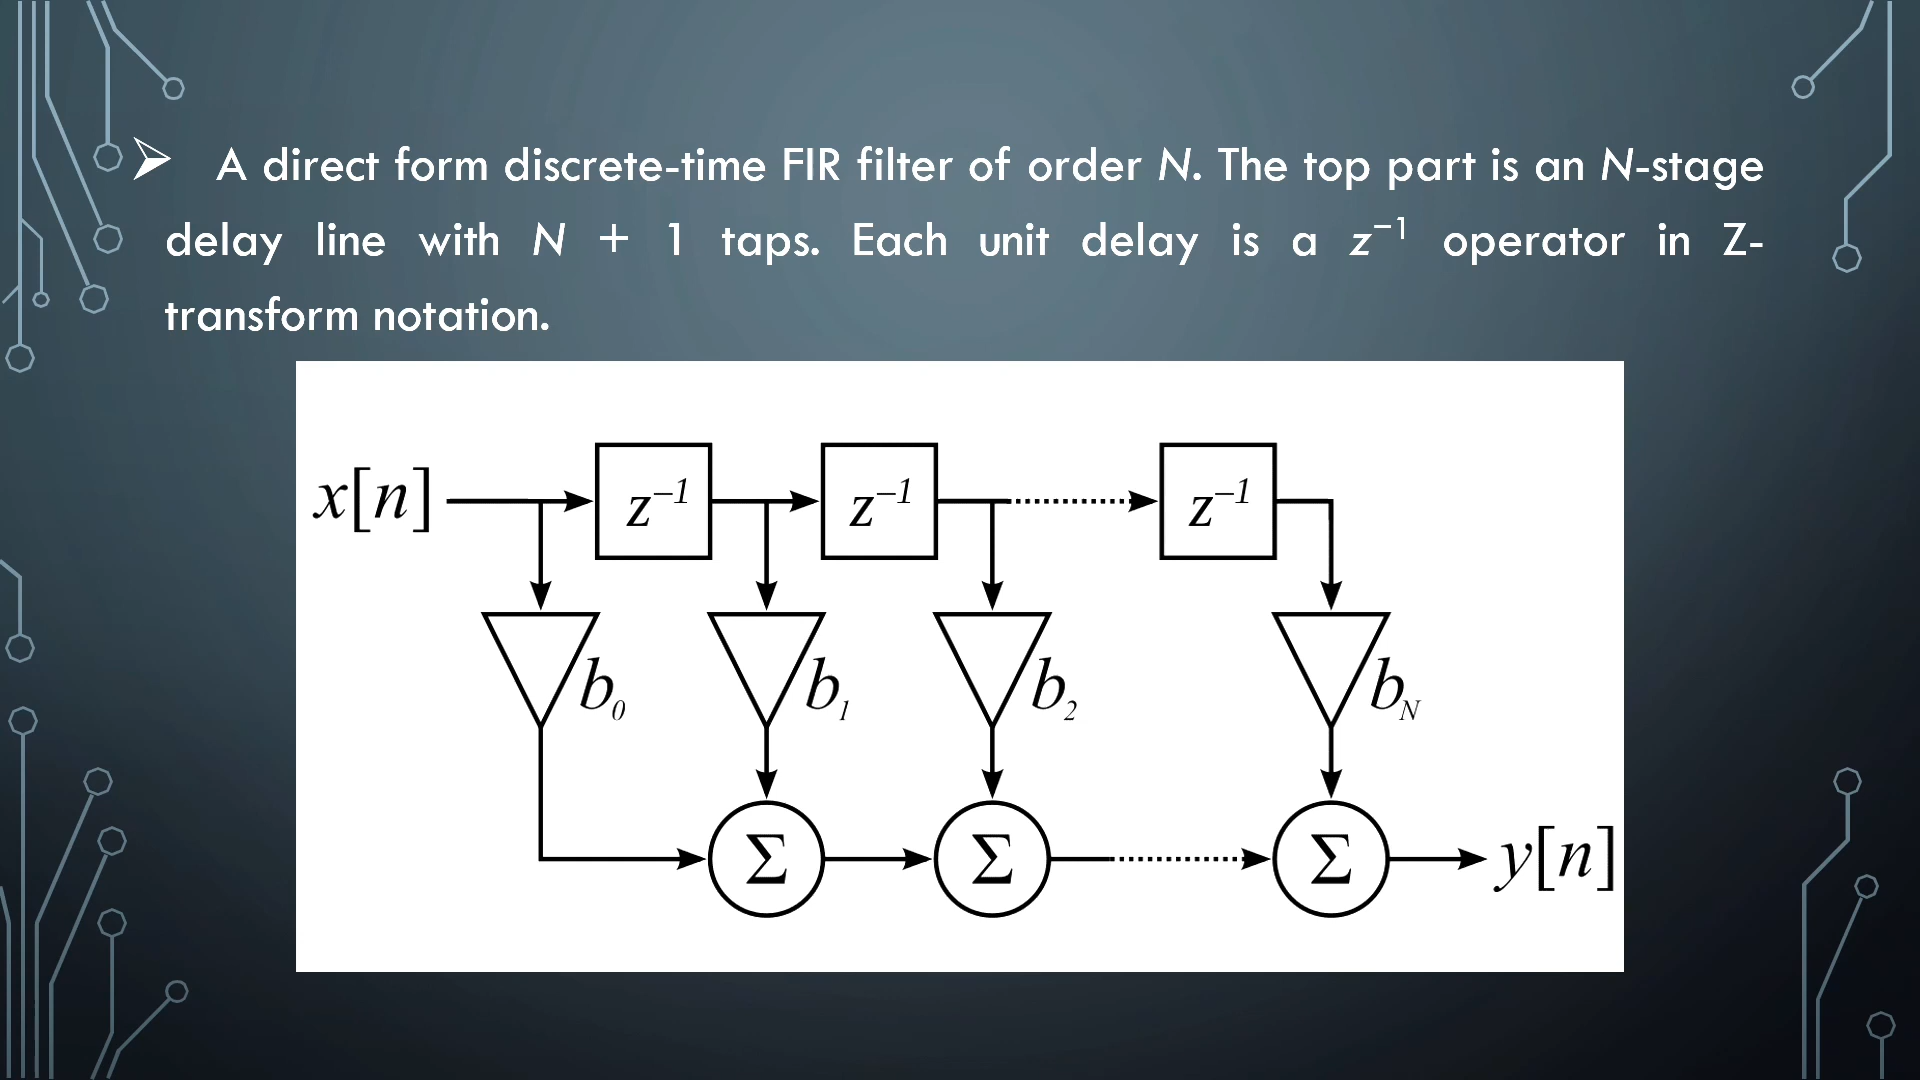 ➢ A direct form discrete-time FIR filter of order N. The top part is an N-stage
delay line with N + 1 taps. Each unit delay is a z⁻¹ operator in Z-
transform notation.
x[n] z⁻¹ z⁻¹ z⁻¹
b₀ b₁ b₂ b_N
Σ Σ Σ y[n]